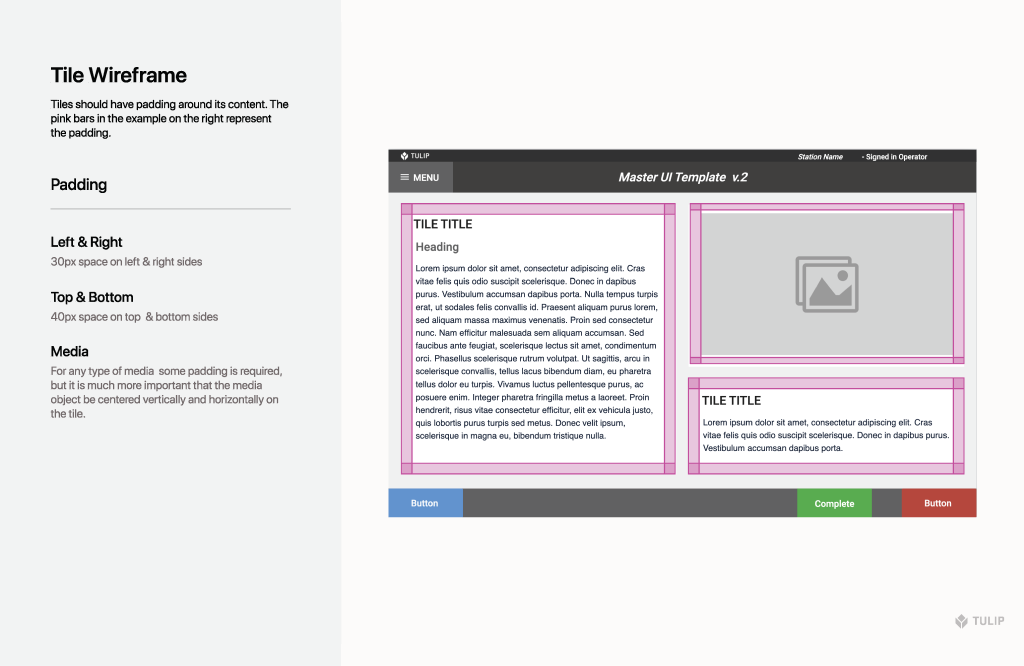 Tile Wireframe
Tiles should have padding around its content. The
pink bars in the example on the right represent
the padding.
Padding
Left & Right
30px space on left & right sides
Top & Bottom
40px space on top & bottom sides
Media
For any type of media some padding is required,
but it is much more important that the media
object be centered vertically and horizontally on
the tile.
TULIP
Station Name - Signed in Operator
MENU
Master UI Template v.2
TILE TITLE
Heading
Lorem ipsum dolor sit amet, consectetur adipiscing elit. Cras
vitae felis quis odio suscipit scelerisque. Donec in dapibus
purus. Vestibulum accumsan dapibus porta. Nulla tempus turpis
erat, ut sodales felis convallis id. Praesent aliquam purus lorem,
sed aliquam massa maximus venenatis. Proin sed consectetur
nunc. Nam efficitur malesuada sem aliquam accumsan. Sed
faucibus ante feugiat, scelerisque lectus sit amet, condimentum
orci. Phasellus scelerisque rutrum volutpat. Ut sagittis, arcu in
scelerisque convallis, tellus lacus bibendum diam, eu pharetra
tellus dolor eu turpis. Vivamus luctus pellentesque purus, ac
posuere enim. Integer pharetra fringilla metus a laoreet. Proin
hendrerit, risus vitae consectetur efficitur, elit ex vehicula justo,
quis lobortis purus turpis sed metus. Donec velit ipsum,
scelerisque in magna eu, bibendum tristique nulla.
TILE TITLE
Lorem ipsum dolor sit amet, consectetur adipiscing elit. Cras
vitae felis quis odio suscipit scelerisque. Donec in dapibus purus.
Vestibulum accumsan dapibus porta.
Button
Complete
Button
TULIP